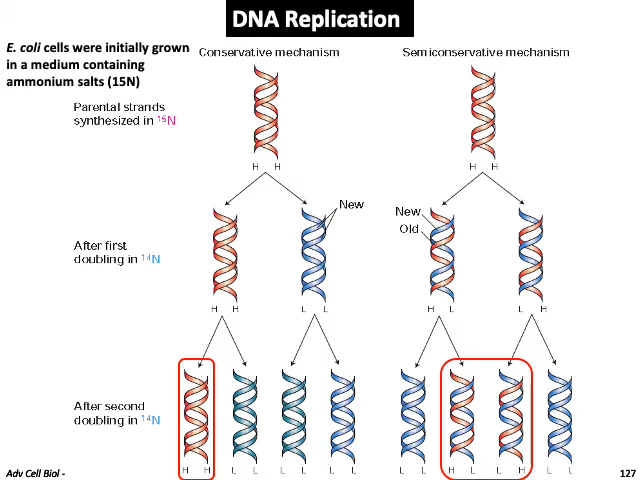 DNA Replication
E. coli cells were initially grown
in a medium containing
ammonium salts (15N)
Conservative mechanism
Semiconservative mechanism
Parental strands
synthesized in ¹⁵N
H H
H H
New
New
Old
After first
doubling in ¹⁴N
H H
L L
H L
L H
After second
doubling in ¹⁴N
H H
L L
L L
L L
L L
H L
L H
L L
Adv Cell Biol -
127